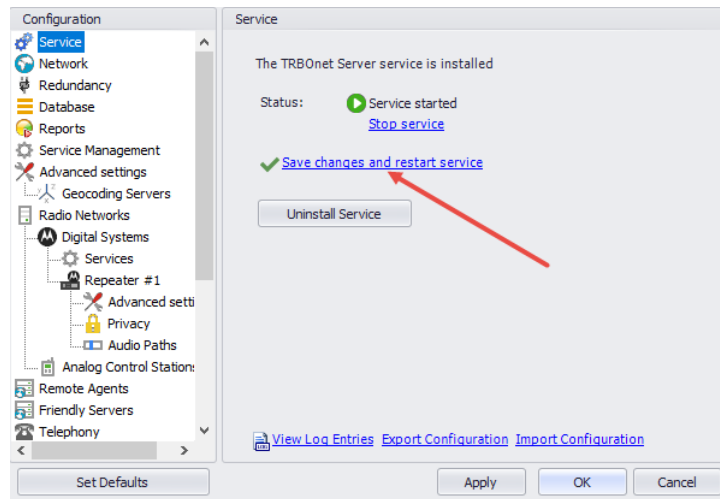 Configuration
Service
Network
Redundancy
Database
Reports
Service Management
Advanced settings
Geocoding Servers
Radio Networks
Digital Systems
Services
Repeater #1
Advanced setti
Privacy
Audio Paths
Analog Control Stations
Remote Agents
Friendly Servers
Telephony
Set Defaults
Service
The TRBOnet Server service is installed
Status: Service started
Stop service
Save changes and restart service
Uninstall Service
View Log Entries Export Configuration Import Configuration
Apply OK Cancel